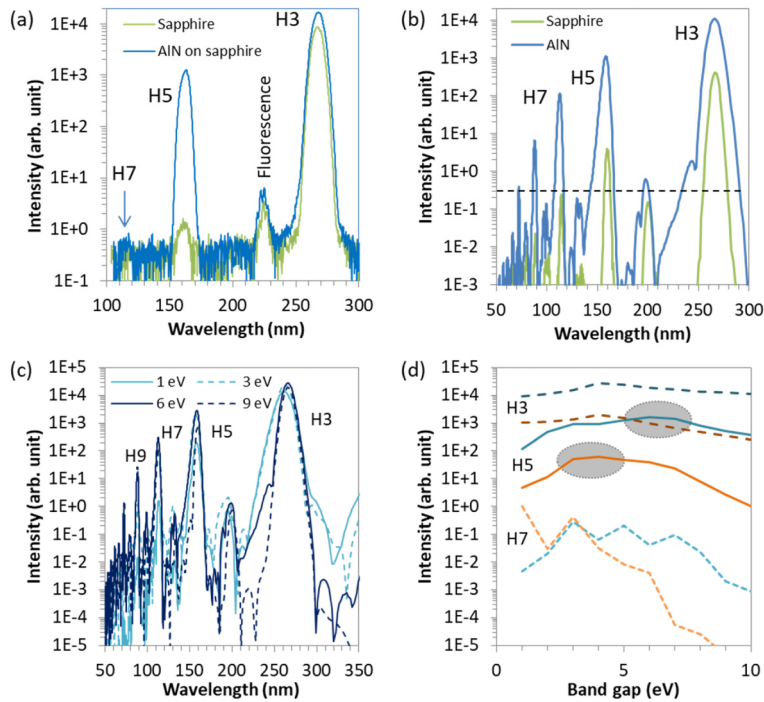 (a)
Sapphire
AlN on sapphire
H3
H5
H7
Fluorescence
1E+4
1E+3
1E+2
1E+1
1E+0
1E-1
Intensity (arb. unit)
100 150 200 250 300
Wavelength (nm)
(b)
Sapphire
AlN
H3
H5
H7
1E+5
1E+4
1E+3
1E+2
1E+1
1E+0
1E-1
1E-2
1E-3
Intensity (arb. unit)
50 100 150 200 250 300
Wavelength (nm)
(c)
1 eV 3 eV
6 eV 9 eV
H3
H5
H7
H9
1E+5
1E+4
1E+3
1E+2
1E+1
1E+0
1E-1
1E-2
1E-3
1E-4
1E-5
Intensity (arb. unit)
50 100 150 200 250 300 350
Wavelength (nm)
(d)
H3
H5
H7
1E+5
1E+4
1E+3
1E+2
1E+1
1E+0
1E-1
1E-2
1E-3
1E-4
1E-5
Intensity (arb. unit)
0 5 10
Band gap (eV)